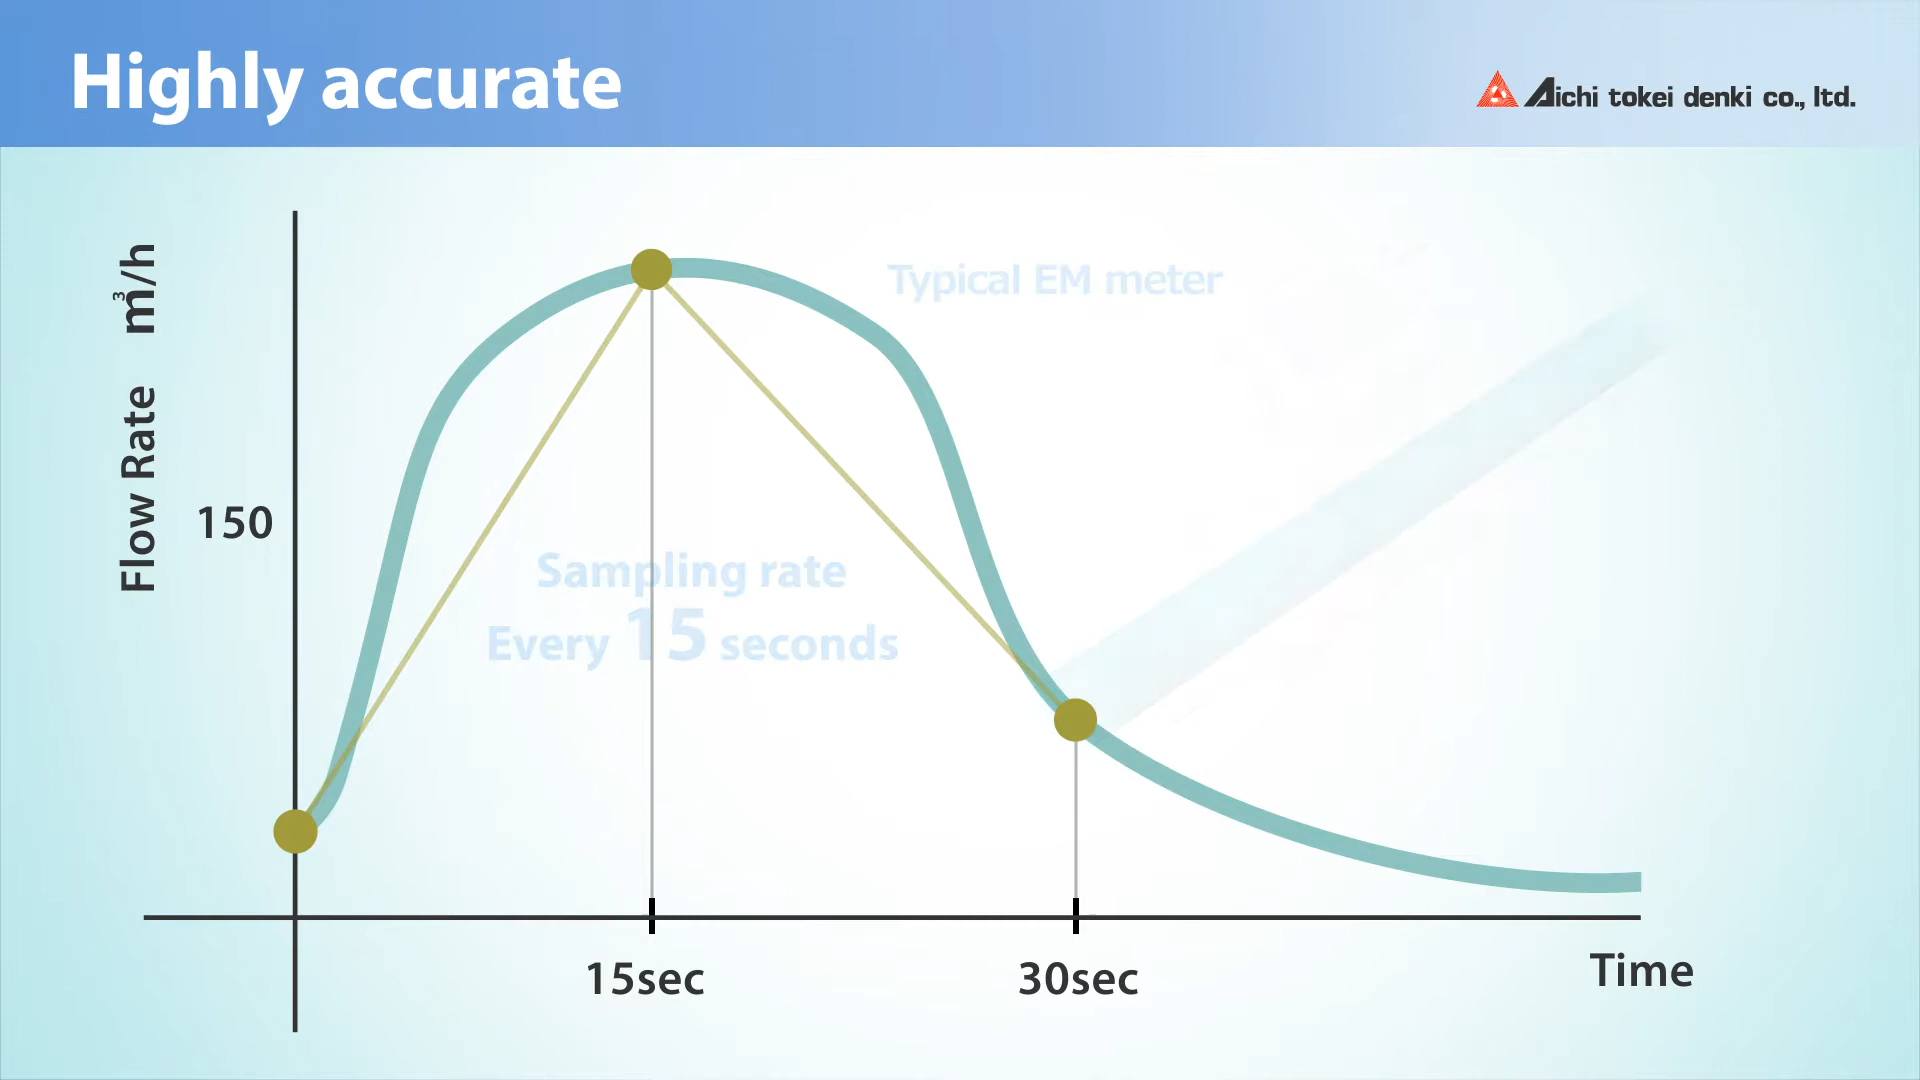 Highly accurate
Aichi tokei denki co., ltd.
Flow Rate m³/h
Typical EM meter
150
Sampling rate
Every 15 seconds
15sec
30sec
Time